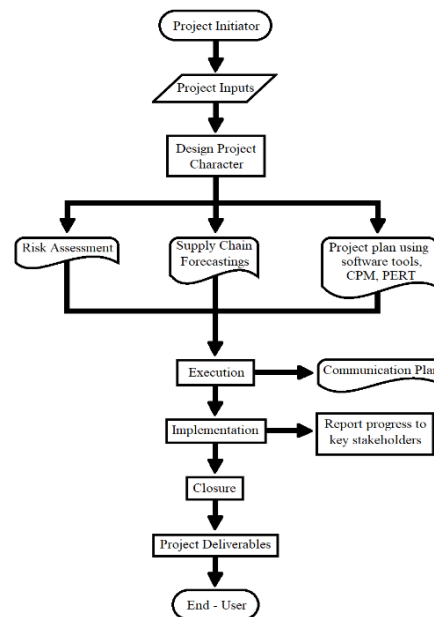 Project Initiator
Project Inputs
Design Project
Character
Risk Assessment
Supply Chain
Forecastings
Project plan using
software tools,
CPM, PERT
Execution
Communication Plan
Implementation
Report progress to
key stakeholders
Closure
Project Deliverables
End - User